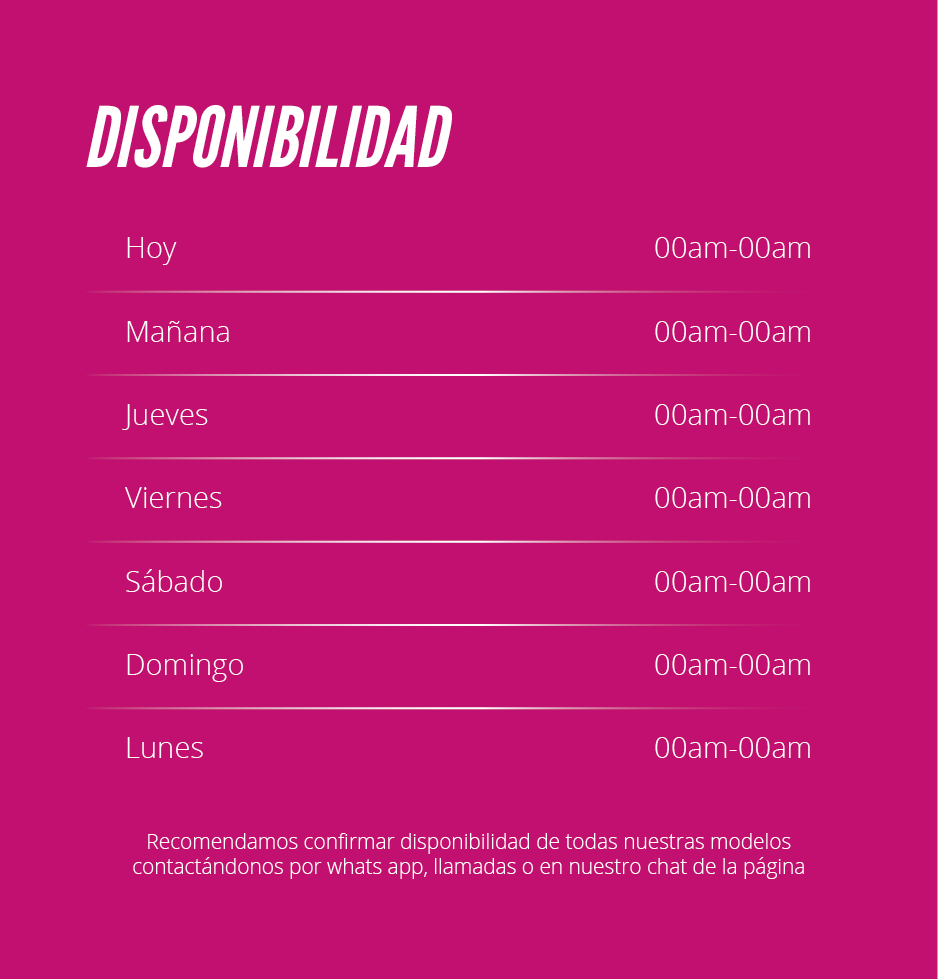 DISPONIBILIDAD
Hoy 00am-00am
Mañana 00am-00am
Jueves 00am-00am
Viernes 00am-00am
Sábado 00am-00am
Domingo 00am-00am
Lunes 00am-00am
Recomendamos confirmar disponibilidad de todas nuestras modelos
contactándonos por whats app, llamadas o en nuestro chat de la página